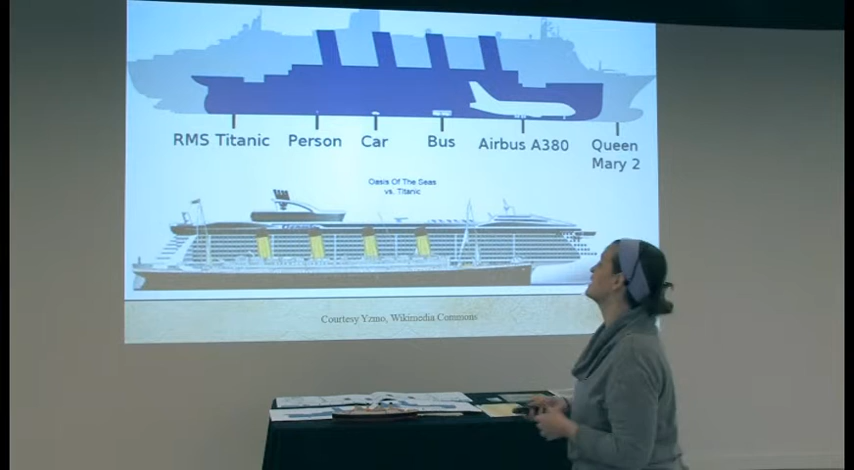 RMS Titanic Person Car Bus Airbus A380 Queen
Mary 2
Oasis Of The Seas
vs. Titanic
Courtesy Yzmo, Wikimedia Commons